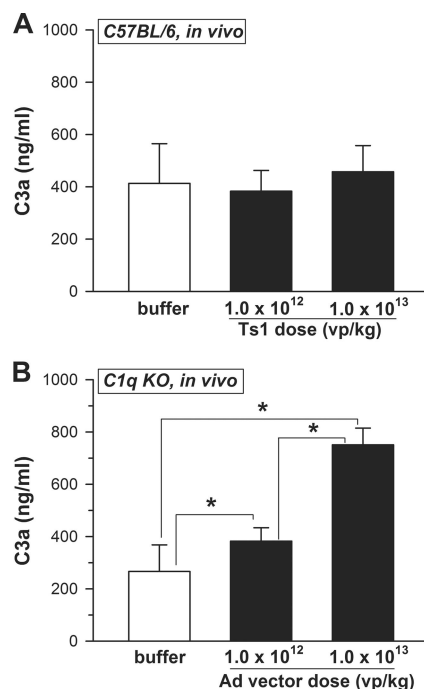 A
C57BL/6, in vivo
1000
800
600
400
200
0
C3a (ng/ml)
buffer
1.0 x 10¹²
1.0 x 10¹³
Ts1 dose (vp/kg)
B
C1q KO, in vivo
1000
800
600
400
200
0
C3a (ng/ml)
*
*
*
buffer
1.0 x 10¹²
1.0 x 10¹³
Ad vector dose (vp/kg)